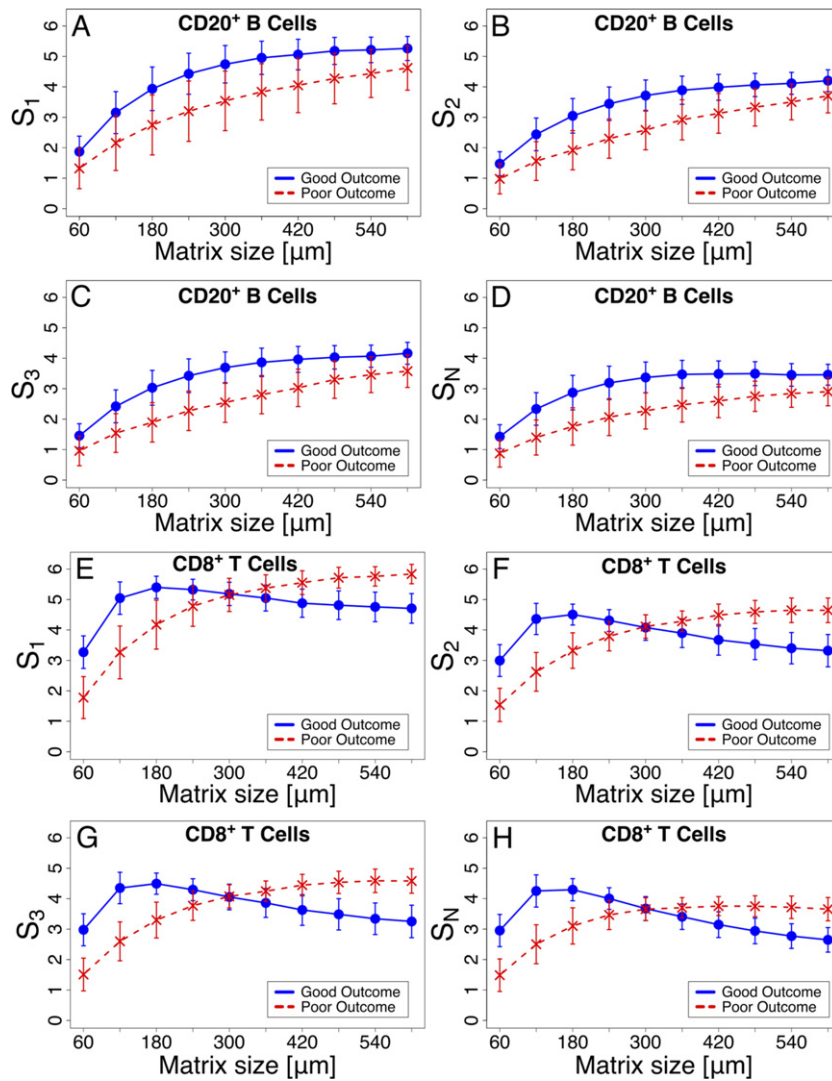 A
CD20⁺ B Cells
S₁
0 1 2 3 4 5 6
Good Outcome
Poor Outcome
60 180 300 420 540
Matrix size [μm]
B
CD20⁺ B Cells
S₂
0 1 2 3 4 5 6
Good Outcome
Poor Outcome
60 180 300 420 540
Matrix size [μm]
C
CD20⁺ B Cells
S₃
0 1 2 3 4 5 6
Good Outcome
Poor Outcome
60 180 300 420 540
Matrix size [μm]
D
CD20⁺ B Cells
S_N
0 1 2 3 4 5 6
Good Outcome
Poor Outcome
60 180 300 420 540
Matrix size [μm]
E
CD8⁺ T Cells
S₁
0 1 2 3 4 5 6
Good Outcome
Poor Outcome
60 180 300 420 540
Matrix size [μm]
F
CD8⁺ T Cells
S₂
0 1 2 3 4 5 6
Good Outcome
Poor Outcome
60 180 300 420 540
Matrix size [μm]
G
CD8⁺ T Cells
S₃
0 1 2 3 4 5 6
Good Outcome
Poor Outcome
60 180 300 420 540
Matrix size [μm]
H
CD8⁺ T Cells
S_N
0 1 2 3 4 5 6
Good Outcome
Poor Outcome
60 180 300 420 540
Matrix size [μm]